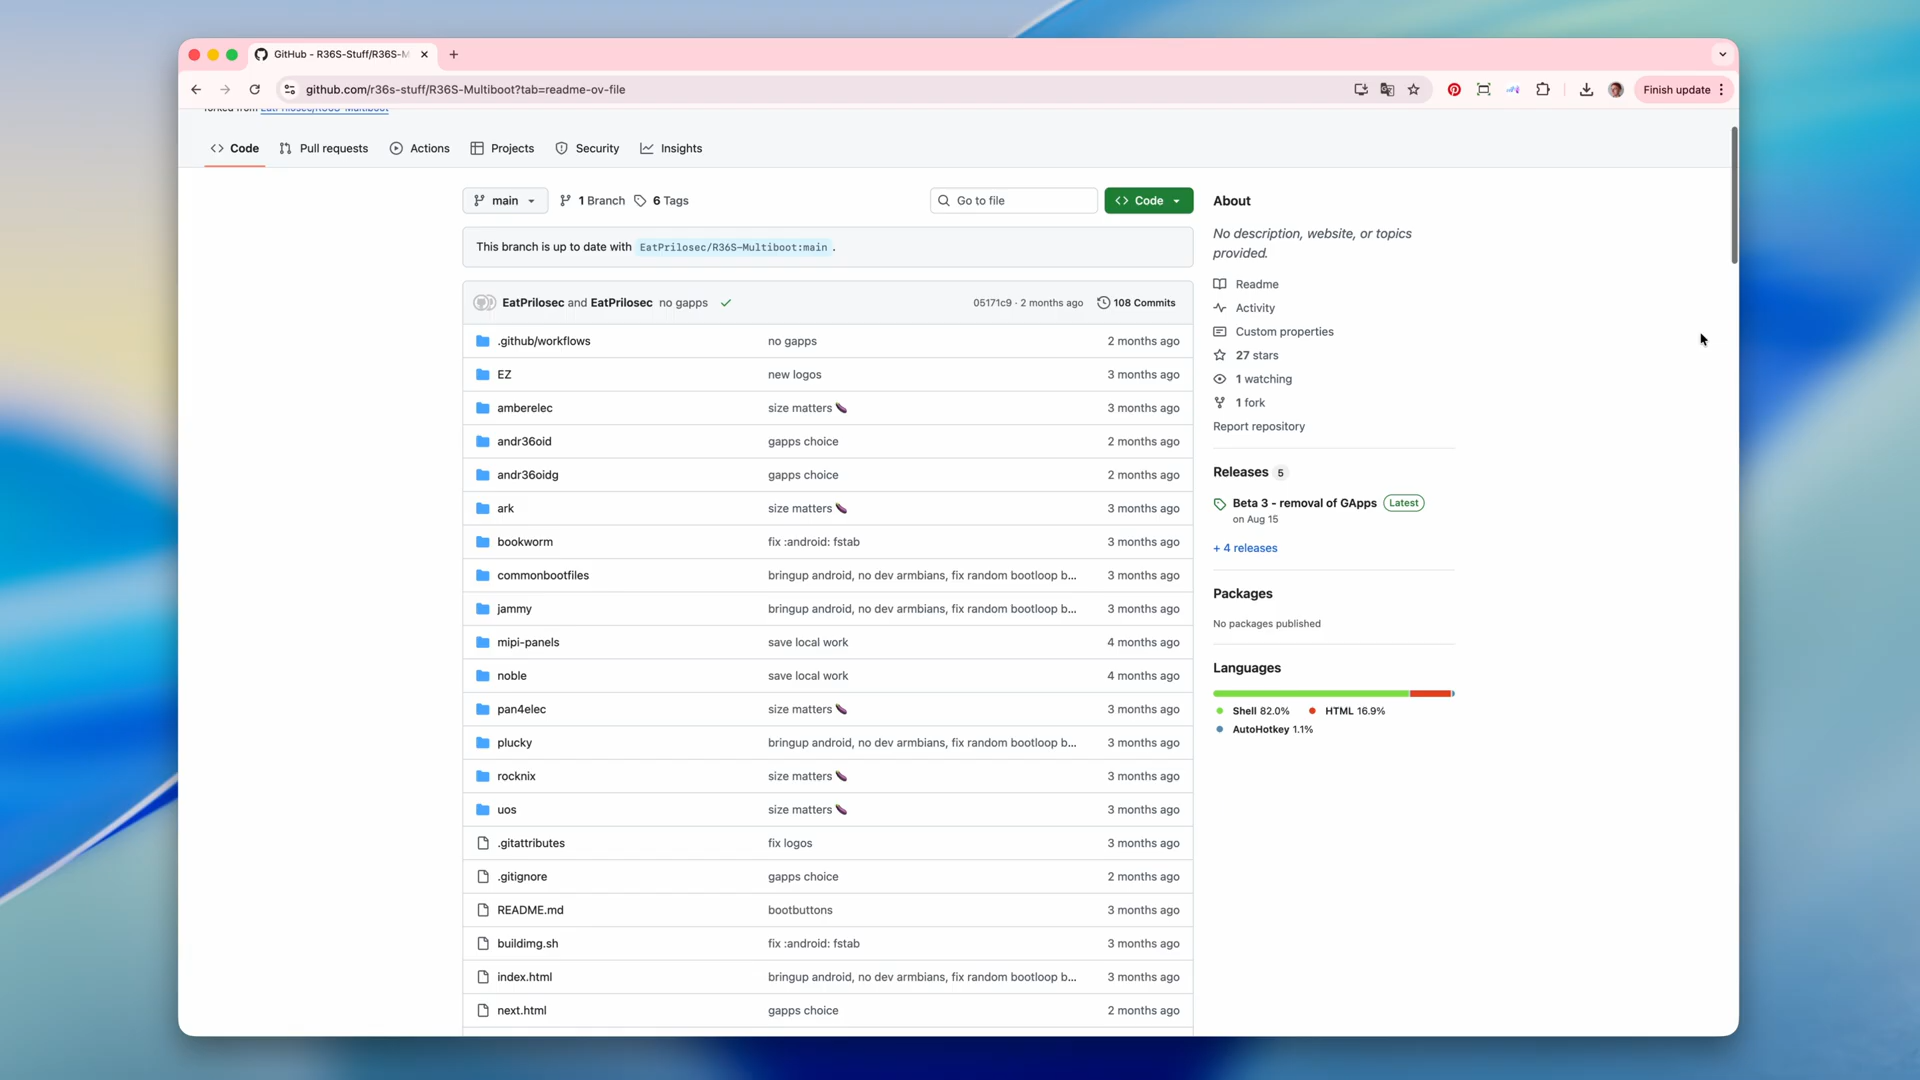 GitHub - R36S-Stuff/R36S-M
github.com/r36s-stuff/R36S-Multiboot?tab=readme-ov-file
Finish update
forked from EatPrilosec/R36S-Multiboot
Code
Pull requests
Actions
Projects
Security
Insights
main
1 Branch
6 Tags
Go to file
Code
This branch is up to date with EatPrilosec/R36S-Multiboot:main .
EatPrilosec and EatPrilosec no gapps
05171c9 · 2 months ago
108 Commits
.github/workflows no gapps 2 months ago
EZ new logos 3 months ago
amberelec size matters 🍆 3 months ago
andr36oid gapps choice 2 months ago
andr36oidg gapps choice 2 months ago
ark size matters 🍆 3 months ago
bookworm fix :android: fstab 3 months ago
commonbootfiles bringup android, no dev armbians, fix random bootloop b... 3 months ago
jammy bringup android, no dev armbians, fix random bootloop b... 3 months ago
mipi-panels save local work 4 months ago
noble save local work 4 months ago
pan4elec size matters 🍆 3 months ago
plucky bringup android, no dev armbians, fix random bootloop b... 3 months ago
rocknix size matters 🍆 3 months ago
uos size matters 🍆 3 months ago
.gitattributes fix logos 3 months ago
.gitignore gapps choice 2 months ago
README.md bootbuttons 3 months ago
buildimg.sh fix :android: fstab 3 months ago
index.html bringup android, no dev armbians, fix random bootloop b... 3 months ago
next.html gapps choice 2 months ago
About
No description, website, or topics
provided.
Readme
Activity
Custom properties
27 stars
1 watching
1 fork
Report repository
Releases 5
Beta 3 - removal of GApps Latest
on Aug 15
+ 4 releases
Packages
No packages published
Languages
Shell 82.0% HTML 16.9%
AutoHotkey 1.1%